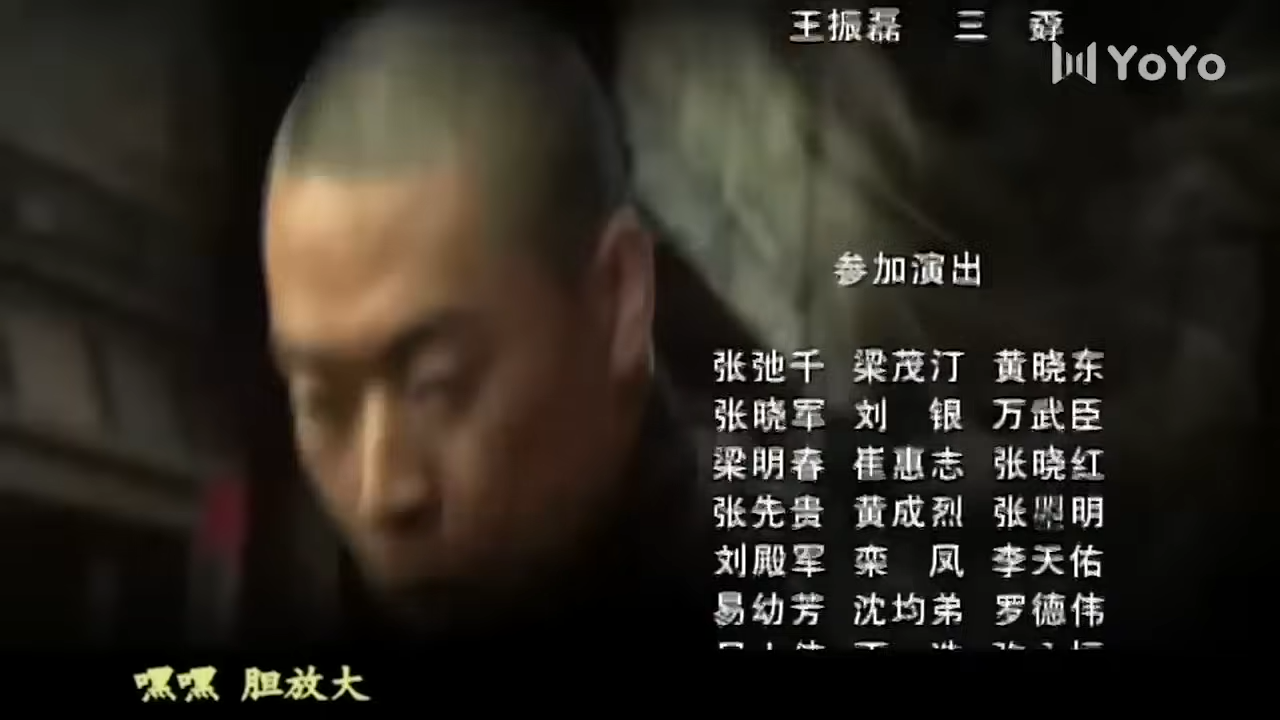 王振磊 三
YoYo
参加演出
张弛千 梁茂汀 黄晓东
张晓军 刘 银 万武臣
梁明春 崔惠志 张晓红
张先贵 黄成烈 张 明
刘殿军 栾 凤 李天佑
易幼芳 沈均弟 罗德伟
嘿嘿 胆放大